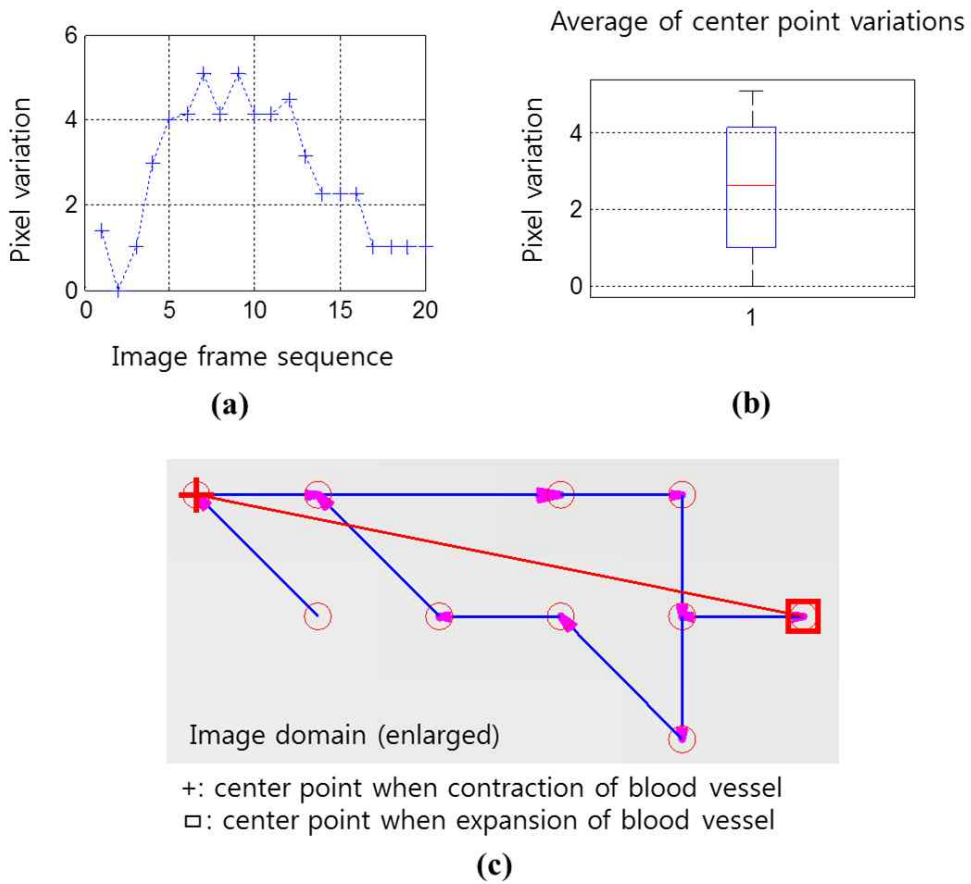 Average of center point variations
6
4
2
0
0 5 10 15 20
Pixel variation
Image frame sequence
(a)
4
2
0
1
Pixel variation
(b)
Image domain (enlarged)
+: center point when contraction of blood vessel
□: center point when expansion of blood vessel
(c)